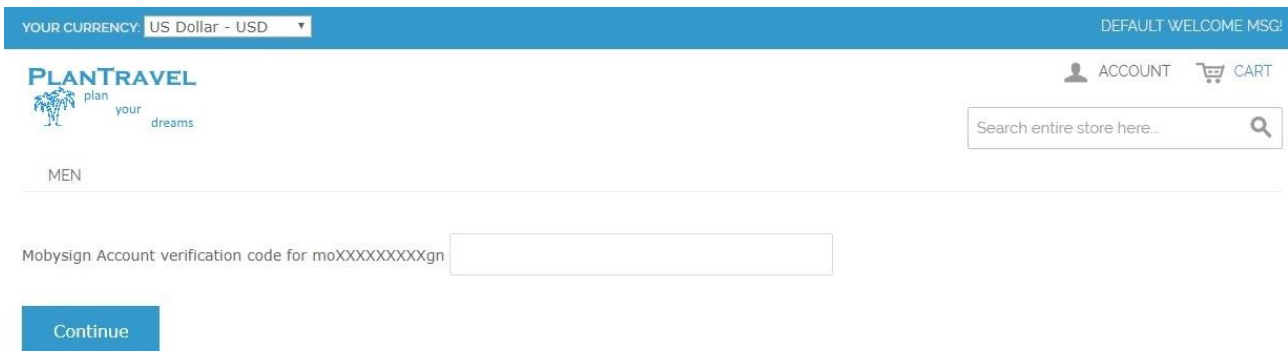 YOUR CURRENCY: US Dollar - USD
DEFAULT WELCOME MSG!
PLANTRAVEL
plan
your
dreams
ACCOUNT
CART
Search entire store here...
MEN
Mobysign Account verification code for moXXXXXXXXXgn
Continue